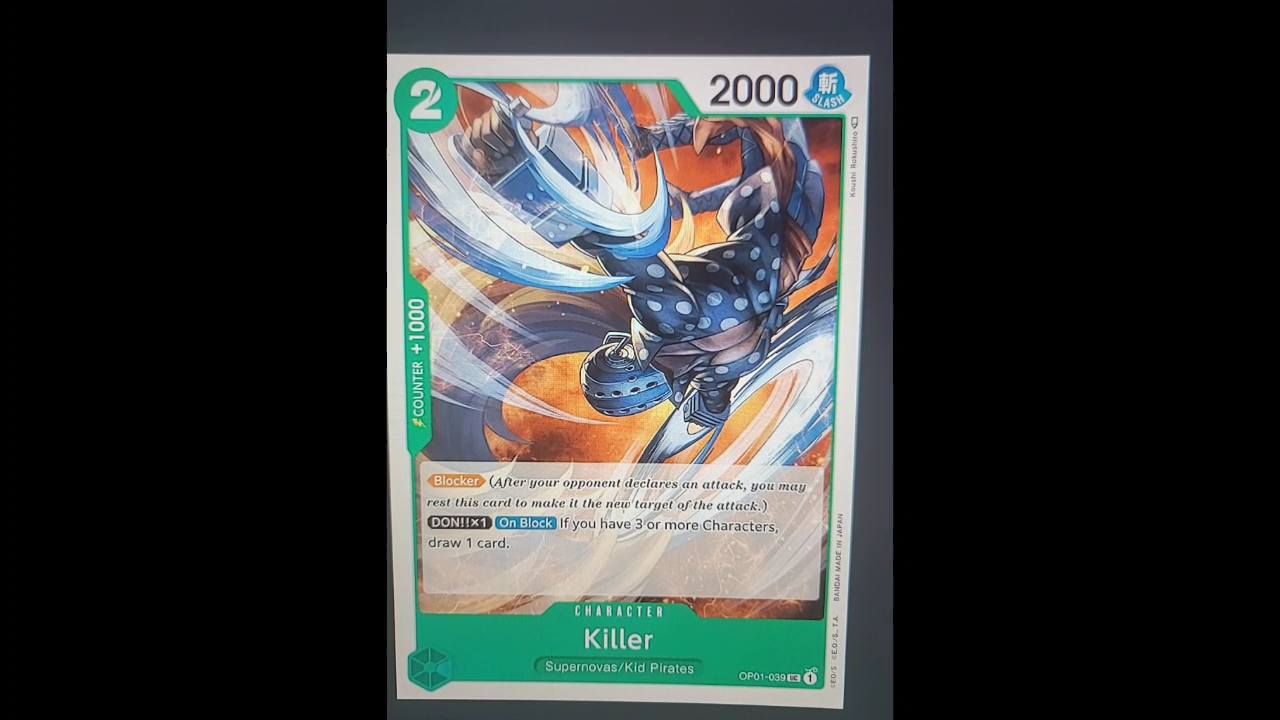 2
2000
斬
SLASH
Koushi Rokushiro
COUNTER +1000
Blocker (After your opponent declares an attack, you may
rest this card to make it the new target of the attack.)
DON!!×1 On Block If you have 3 or more Characters,
draw 1 card.
CHARACTER
Killer
Supernovas/Kid Pirates
OP01-039 UC 1
©EO/S ©E.O./S., T.A. BANDAI MADE IN JAPAN